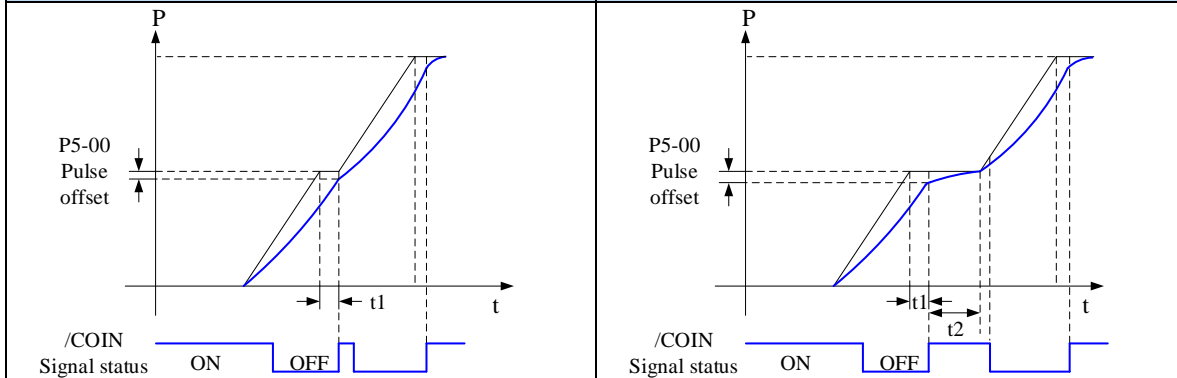 P
P5-00
Pulse
offset
t1
t
/COIN
Signal status
ON
OFF
P
P5-00
Pulse
offset
t1
t2
t
/COIN
Signal status
ON
OFF